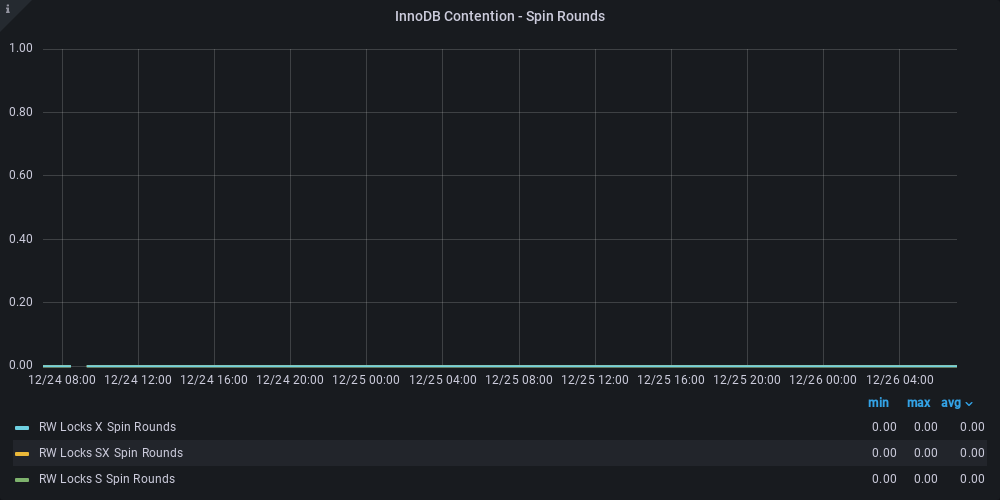 i
InnoDB Contention - Spin Rounds
1.00
0.80
0.60
0.40
0.20
0.00
12/24 08:00 12/24 12:00 12/24 16:00 12/24 20:00 12/25 00:00 12/25 04:00 12/25 08:00 12/25 12:00 12/25 16:00 12/25 20:00 12/26 00:00 12/26 04:00
min max avg
RW Locks X Spin Rounds 0.00 0.00 0.00
RW Locks SX Spin Rounds 0.00 0.00 0.00
RW Locks S Spin Rounds 0.00 0.00 0.00